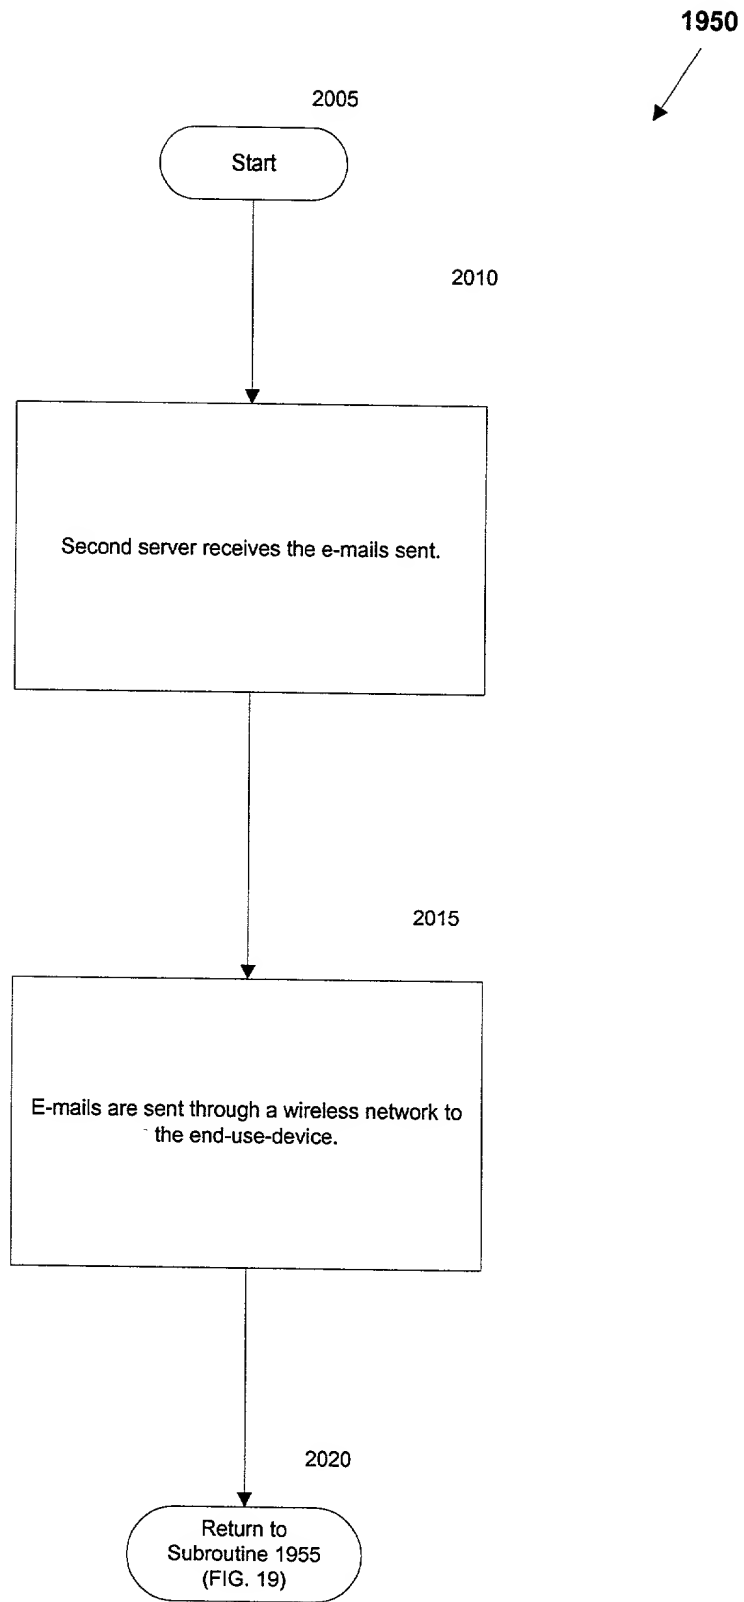 1950
2005
Start
2010
Second server receives the e-mails sent.
2015
E-mails are sent through a wireless network to
the end-use-device.
2020
Return to
Subroutine 1955
(FIG. 19)